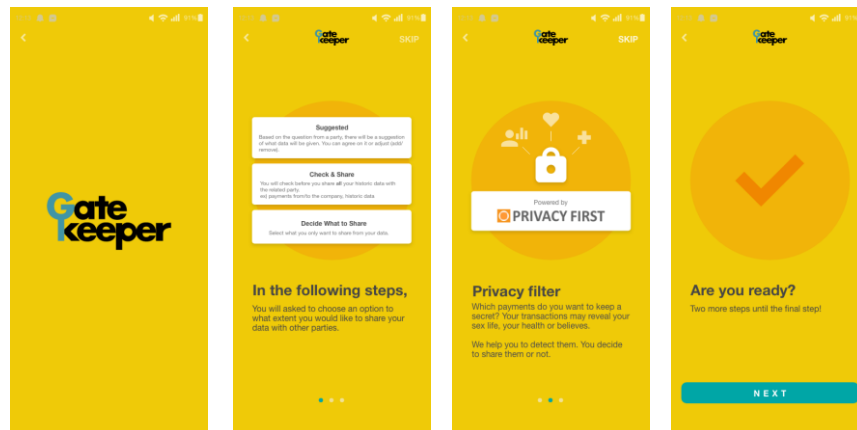 91%
Gate
keeper
91%
Gate
keeper
SKIP
Suggested
Based on the question from a party, there will be a suggestion
of what data will be given. You can agree on it or adjust (add/
remove).
Check & Share
You will check before you share all your historic data with
the related party.
Decide What to Share
Select what you only want to share from your data.
In the following steps,
You will asked to choose an option to
what extent you would like to share your
data with other parties.
91%
Gate
keeper
SKIP
Powered by
PRIVACY FIRST
Privacy filter
Which payments do you want to keep a
secret? Your transactions may reveal your
sex life, your health or believes.
We help you to detect them. You decide
to share them or not.
Gate
keeper
Are you ready?
Two more steps until the final step!
NEXT